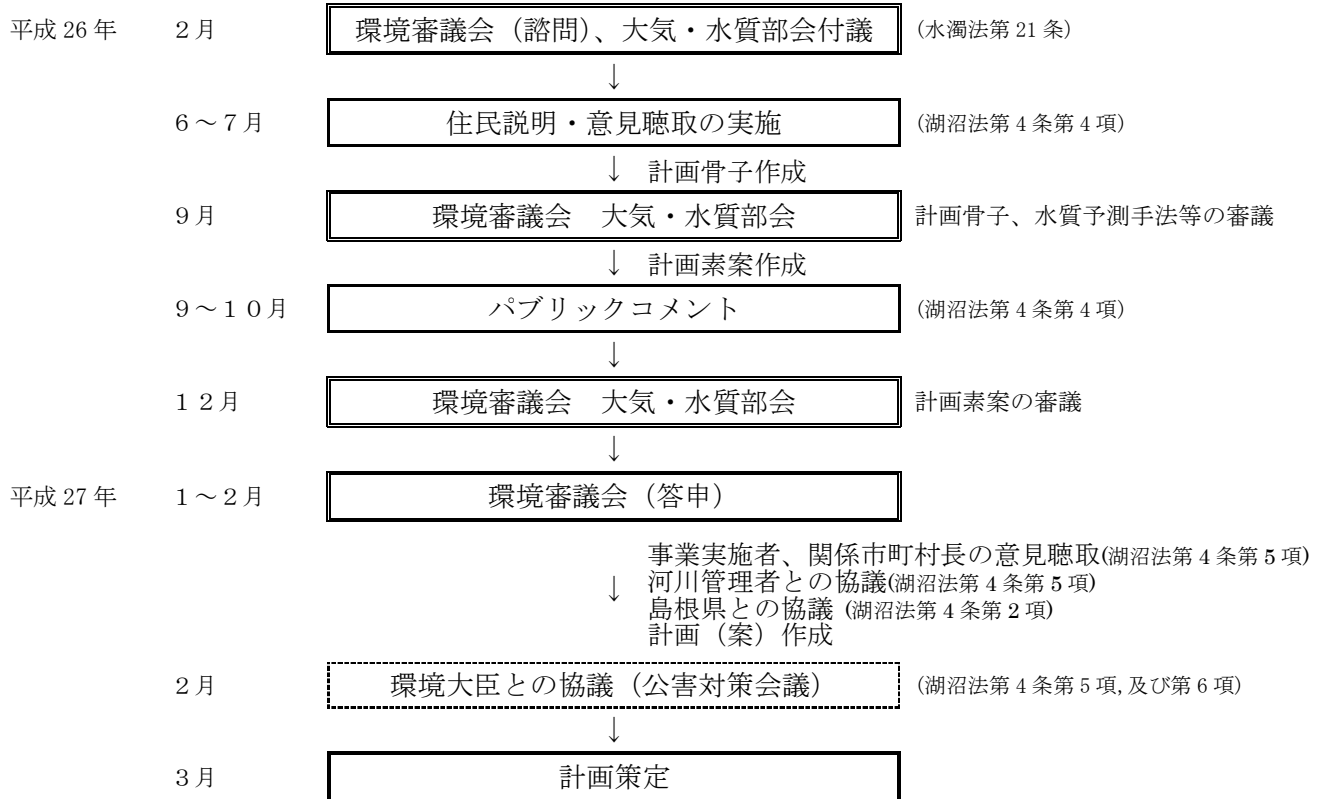 平成 26 年 ２月 環境審議会（諮問）、大気・水質部会付議 (水濁法第 21 条)
↓
６～７月 住民説明・意見聴取の実施 (湖沼法第 4 条第 4 項)
↓ 計画骨子作成
９月 環境審議会　大気・水質部会 計画骨子、水質予測手法等の審議
↓ 計画素案作成
９～１０月 パブリックコメント (湖沼法第 4 条第 4 項)
↓
１２月 環境審議会　大気・水質部会 計画素案の審議
↓
平成 27 年 １～２月 環境審議会（答申）
事業実施者、関係市町村長の意見聴取(湖沼法第 4 条第 5 項)
↓ 河川管理者との協議(湖沼法第 4 条第 5 項)
島根県との協議 (湖沼法第 4 条第 2 項)
計画（案）作成
２月 環境大臣との協議（公害対策会議） (湖沼法第 4 条第 5 項,及び第 6 項)
↓
３月 計画策定